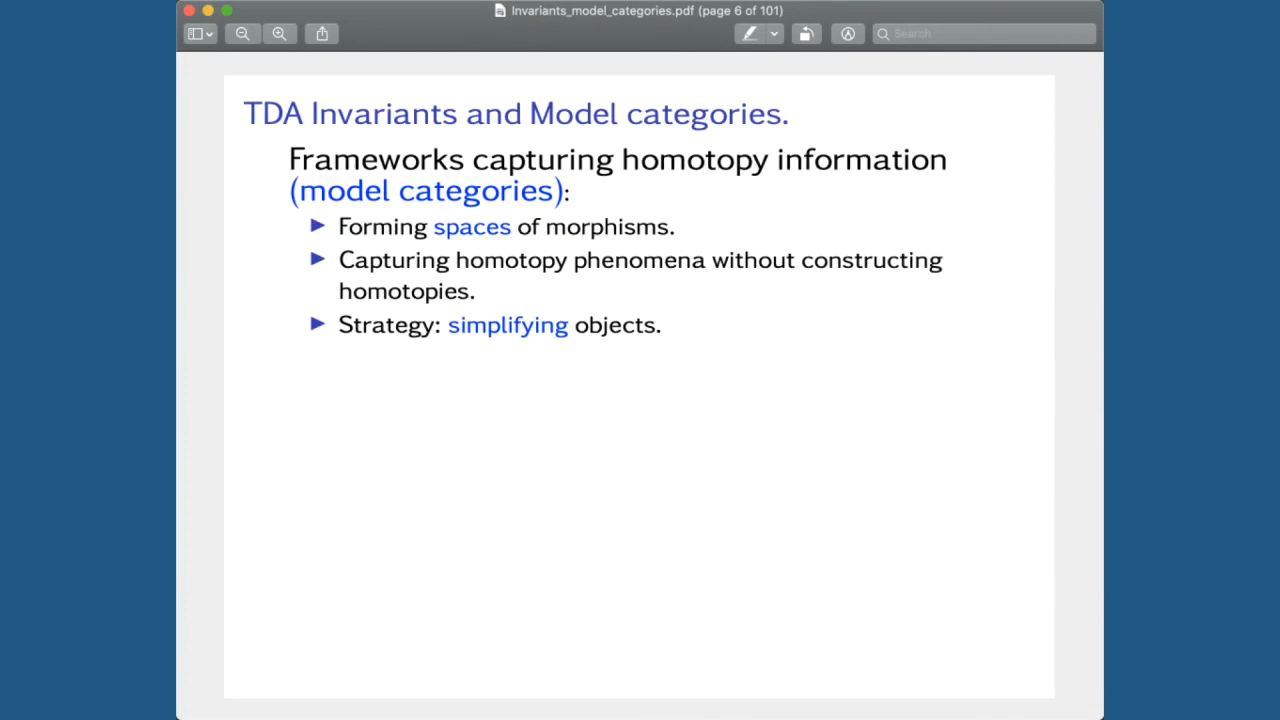 Invariants_model_categories.pdf (page 6 of 101)
Search
TDA Invariants and Model categories.
Frameworks capturing homotopy information
(model categories):
▶ Forming spaces of morphisms.
▶ Capturing homotopy phenomena without constructing
homotopies.
▶ Strategy: simplifying objects.